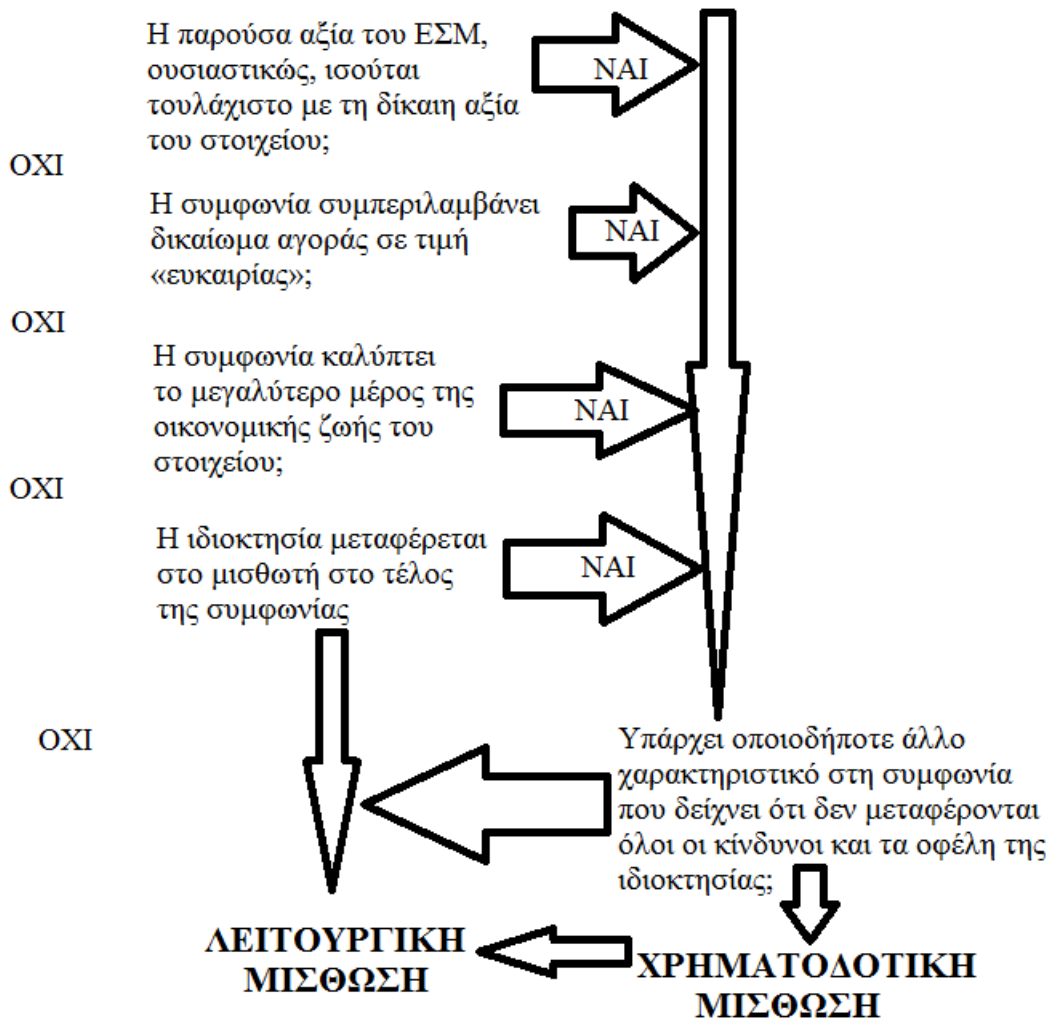 Η παρούσα αξία του ΕΣΜ,
ουσιαστικώς, ισούται
τουλάχιστο με τη δίκαιη αξία
του στοιχείου;
ΝΑΙ
ΟΧΙ
Η συμφωνία συμπεριλαμβάνει
δικαίωμα αγοράς σε τιμή
«ευκαιρίας»;
ΝΑΙ
ΟΧΙ
Η συμφωνία καλύπτει
το μεγαλύτερο μέρος της
οικονομικής ζωής του
στοιχείου;
ΝΑΙ
ΟΧΙ
Η ιδιοκτησία μεταφέρεται
στο μισθωτή στο τέλος
της συμφωνίας
ΝΑΙ
ΟΧΙ
Υπάρχει οποιοδήποτε άλλο
χαρακτηριστικό στη συμφωνία
που δείχνει ότι δεν μεταφέρονται
όλοι οι κίνδυνοι και τα οφέλη της
ιδιοκτησίας;
ΛΕΙΤΟΥΡΓΙΚΗ
ΜΙΣΘΩΣΗ
ΧΡΗΜΑΤΟΔΟΤΙΚΗ
ΜΙΣΘΩΣΗ